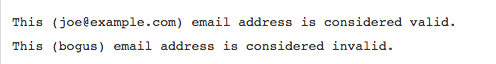 This (joe@example.com) email address is considered valid.
This (bogus) email address is considered invalid.